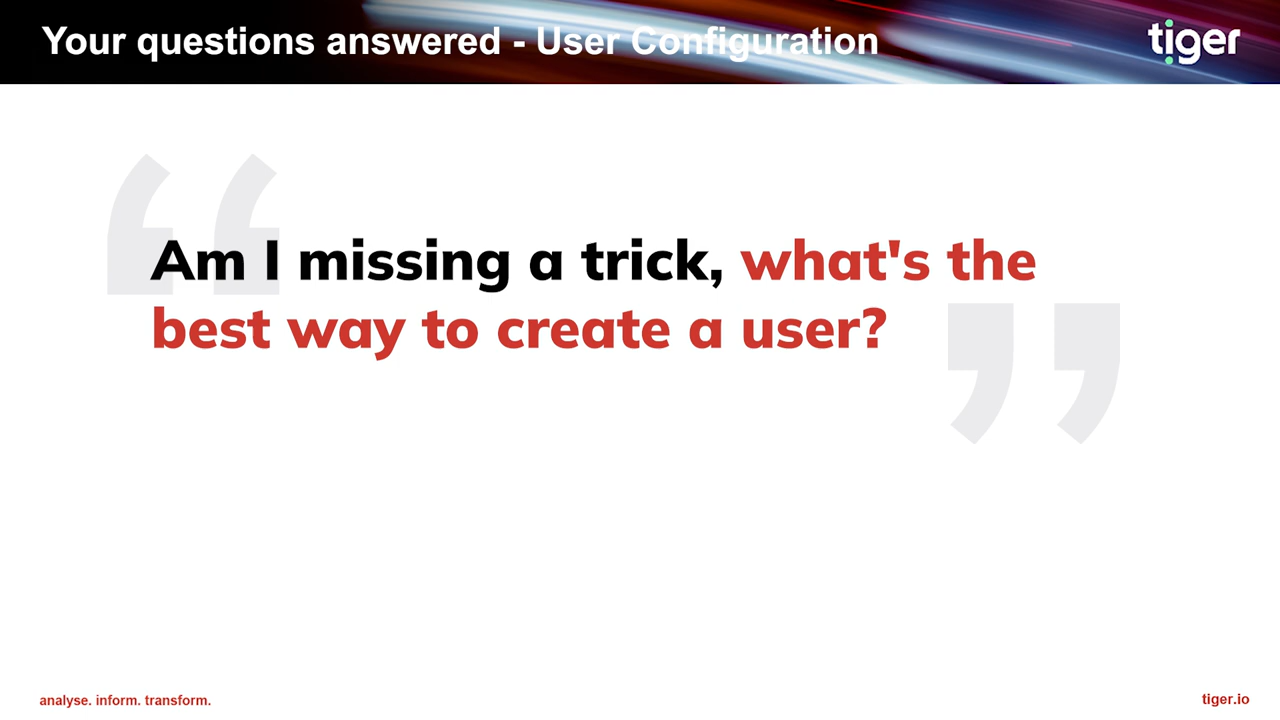 Your questions answered - User Configuration
tiger
“
Am I missing a trick, what's the
best way to create a user?
”
analyse. inform. transform.
tiger.io